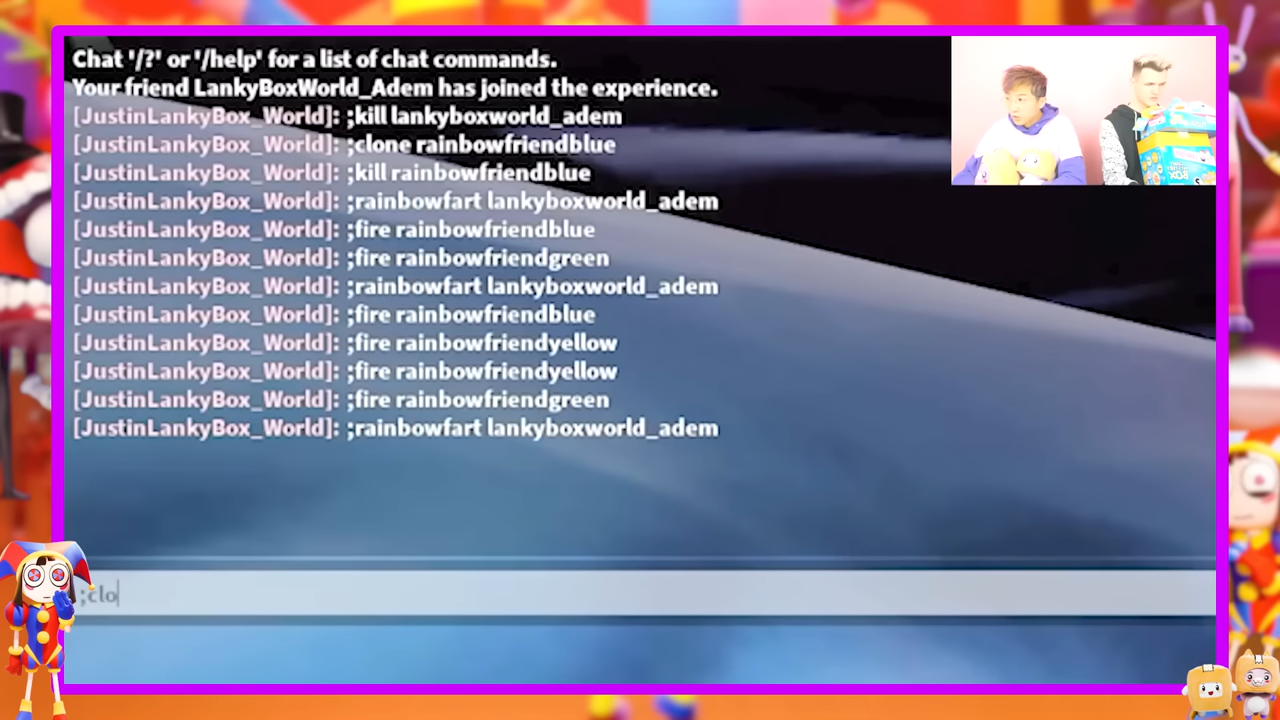 Chat '/?' or '/help' for a list of chat commands.
Your friend LankyBoxWorld_Adem has joined the experience.
[JustinLankyBox_World]: ;kill lankyboxworld_adem
[JustinLankyBox_World]: ;clone rainbowfriendblue
[JustinLankyBox_World]: ;kill rainbowfriendblue
[JustinLankyBox_World]: ;rainbowfart lankyboxworld_adem
[JustinLankyBox_World]: ;fire rainbowfriendblue
[JustinLankyBox_World]: ;fire rainbowfriendgreen
[JustinLankyBox_World]: ;rainbowfart lankyboxworld_adem
[JustinLankyBox_World]: ;fire rainbowfriendblue
[JustinLankyBox_World]: ;fire rainbowfriendyellow
[JustinLankyBox_World]: ;fire rainbowfriendyellow
[JustinLankyBox_World]: ;fire rainbowfriendgreen
[JustinLankyBox_World]: ;rainbowfart lankyboxworld_adem
;clo